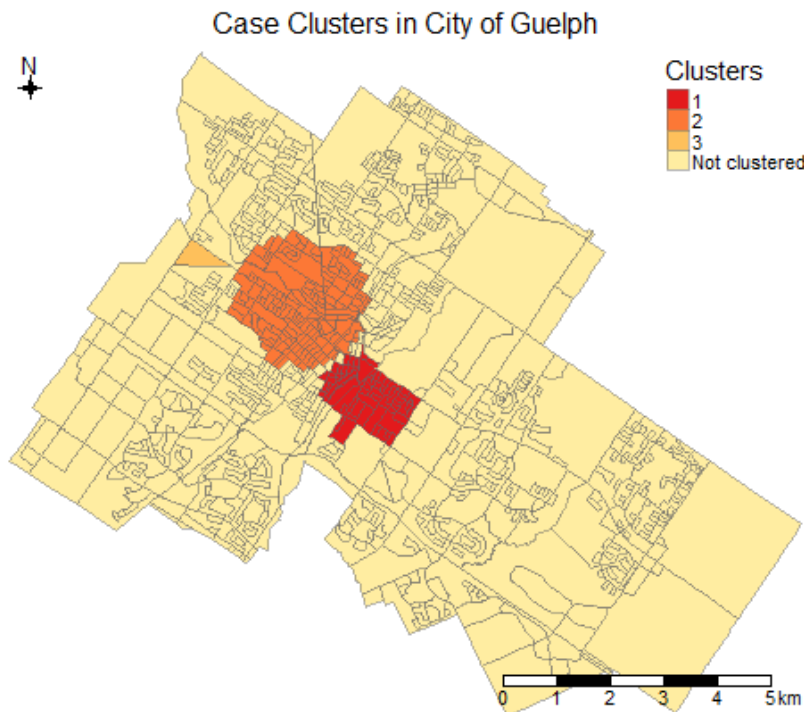 Case Clusters in City of Guelph
N
Clusters
1
2
3
Not clustered
0 1 2 3 4 5 km